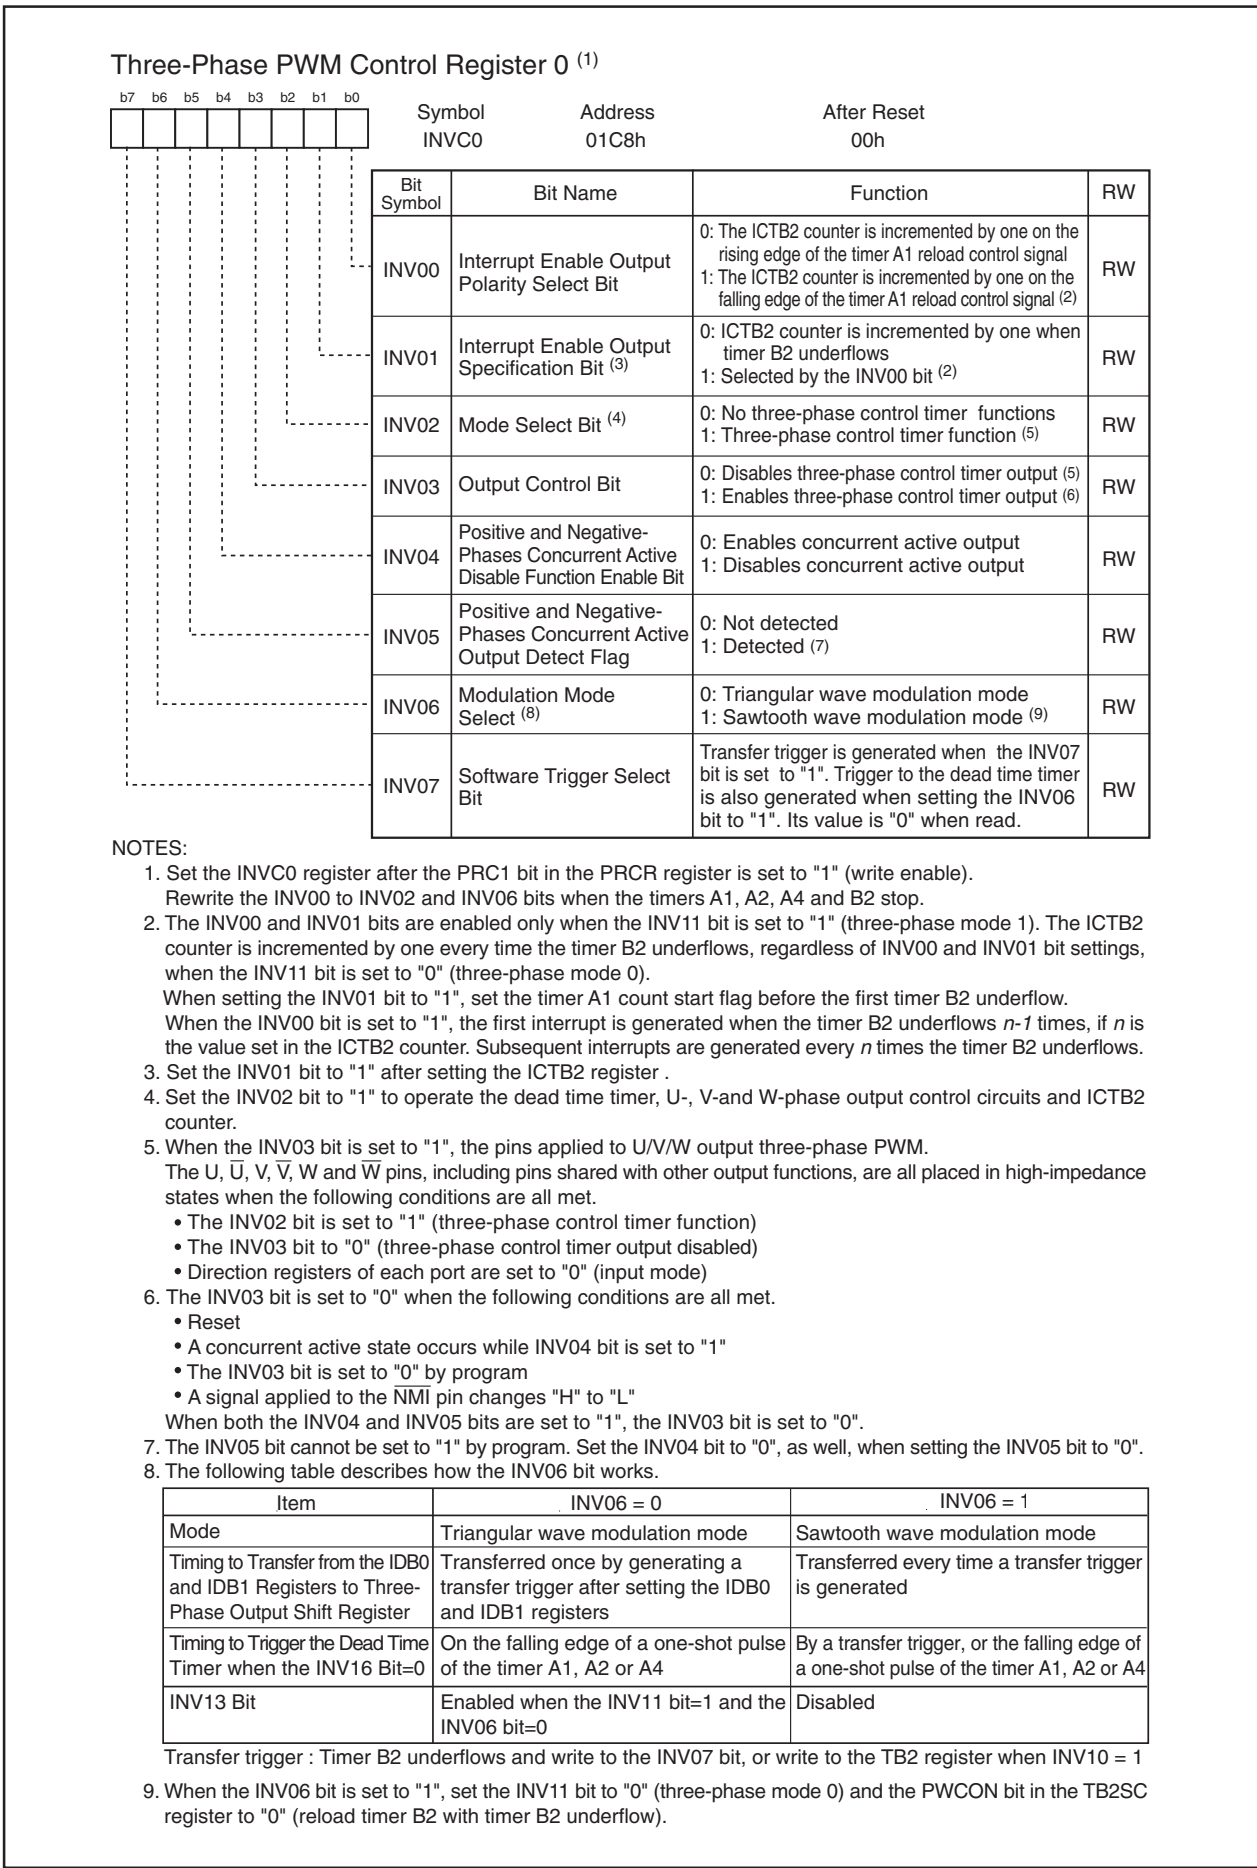 Three-Phase PWM Control Register 0 (1)
b7 b6 b5 b4 b3 b2 b1 b0
Symbol Address After Reset
INVC0 01C8h 00h
Bit Symbol Bit Name Function RW
INV00 Interrupt Enable Output Polarity Select Bit
0: The ICTB2 counter is incremented by one on the
rising edge of the timer A1 reload control signal
1: The ICTB2 counter is incremented by one on the
falling edge of the timer A1 reload control signal (2)
RW
INV01 Interrupt Enable Output Specification Bit (3)
0: ICTB2 counter is incremented by one when
timer B2 underflows
1: Selected by the INV00 bit (2)
RW
INV02 Mode Select Bit (4)
0: No three-phase control timer functions
1: Three-phase control timer function (5)
RW
INV03 Output Control Bit
0: Disables three-phase control timer output (5)
1: Enables three-phase control timer output (6)
RW
INV04 Positive and Negative-
Phases Concurrent Active
Disable Function Enable Bit
0: Enables concurrent active output
1: Disables concurrent active output
RW
INV05 Positive and Negative-
Phases Concurrent Active
Output Detect Flag
0: Not detected
1: Detected (7)
RW
INV06 Modulation Mode
Select (8)
0: Triangular wave modulation mode
1: Sawtooth wave modulation mode (9)
RW
INV07 Software Trigger Select
Bit
Transfer trigger is generated when the INV07
bit is set to "1". Trigger to the dead time timer
is also generated when setting the INV06
bit to "1". Its value is "0" when read.
RW
NOTES:
1. Set the INVC0 register after the PRC1 bit in the PRCR register is set to "1" (write enable).
Rewrite the INV00 to INV02 and INV06 bits when the timers A1, A2, A4 and B2 stop.
2. The INV00 and INV01 bits are enabled only when the INV11 bit is set to "1" (three-phase mode 1). The ICTB2
counter is incremented by one every time the timer B2 underflows, regardless of INV00 and INV01 bit settings,
when the INV11 bit is set to "0" (three-phase mode 0).
When setting the INV01 bit to "1", set the timer A1 count start flag before the first timer B2 underflow.
When the INV00 bit is set to "1", the first interrupt is generated when the timer B2 underflows n-1 times, if n is
the value set in the ICTB2 counter. Subsequent interrupts are generated every n times the timer B2 underflows.
3. Set the INV01 bit to "1" after setting the ICTB2 register .
4. Set the INV02 bit to "1" to operate the dead time timer, U-, V-and W-phase output control circuits and ICTB2
counter.
5. When the INV03 bit is set to "1", the pins applied to U/V/W output three-phase PWM.
The U, U̅, V, V̅, W and W̅ pins, including pins shared with other output functions, are all placed in high-impedance
states when the following conditions are all met.
• The INV02 bit is set to "1" (three-phase control timer function)
• The INV03 bit to "0" (three-phase control timer output disabled)
• Direction registers of each port are set to "0" (input mode)
6. The INV03 bit is set to "0" when the following conditions are all met.
• Reset
• A concurrent active state occurs while INV04 bit is set to "1"
• The INV03 bit is set to "0" by program
• A signal applied to the N̅M̅I̅ pin changes "H" to "L"
When both the INV04 and INV05 bits are set to "1", the INV03 bit is set to "0".
7. The INV05 bit cannot be set to "1" by program. Set the INV04 bit to "0", as well, when setting the INV05 bit to "0".
8. The following table describes how the INV06 bit works.
Item INV06 = 0 INV06 = 1
Mode Triangular wave modulation mode Sawtooth wave modulation mode
Timing to Transfer from the IDB0 Transferred once by generating a Transferred every time a transfer trigger
and IDB1 Registers to Three- transfer trigger after setting the IDB0 is generated
Phase Output Shift Register and IDB1 registers
Timing to Trigger the Dead Time On the falling edge of a one-shot pulse By a transfer trigger, or the falling edge of
Timer when the INV16 Bit=0 of the timer A1, A2 or A4 a one-shot pulse of the timer A1, A2 or A4
INV13 Bit Enabled when the INV11 bit=1 and the Disabled
INV06 bit=0
Transfer trigger : Timer B2 underflows and write to the INV07 bit, or write to the TB2 register when INV10 = 1
9. When the INV06 bit is set to "1", set the INV11 bit to "0" (three-phase mode 0) and the PWCON bit in the TB2SC
register to "0" (reload timer B2 with timer B2 underflow).